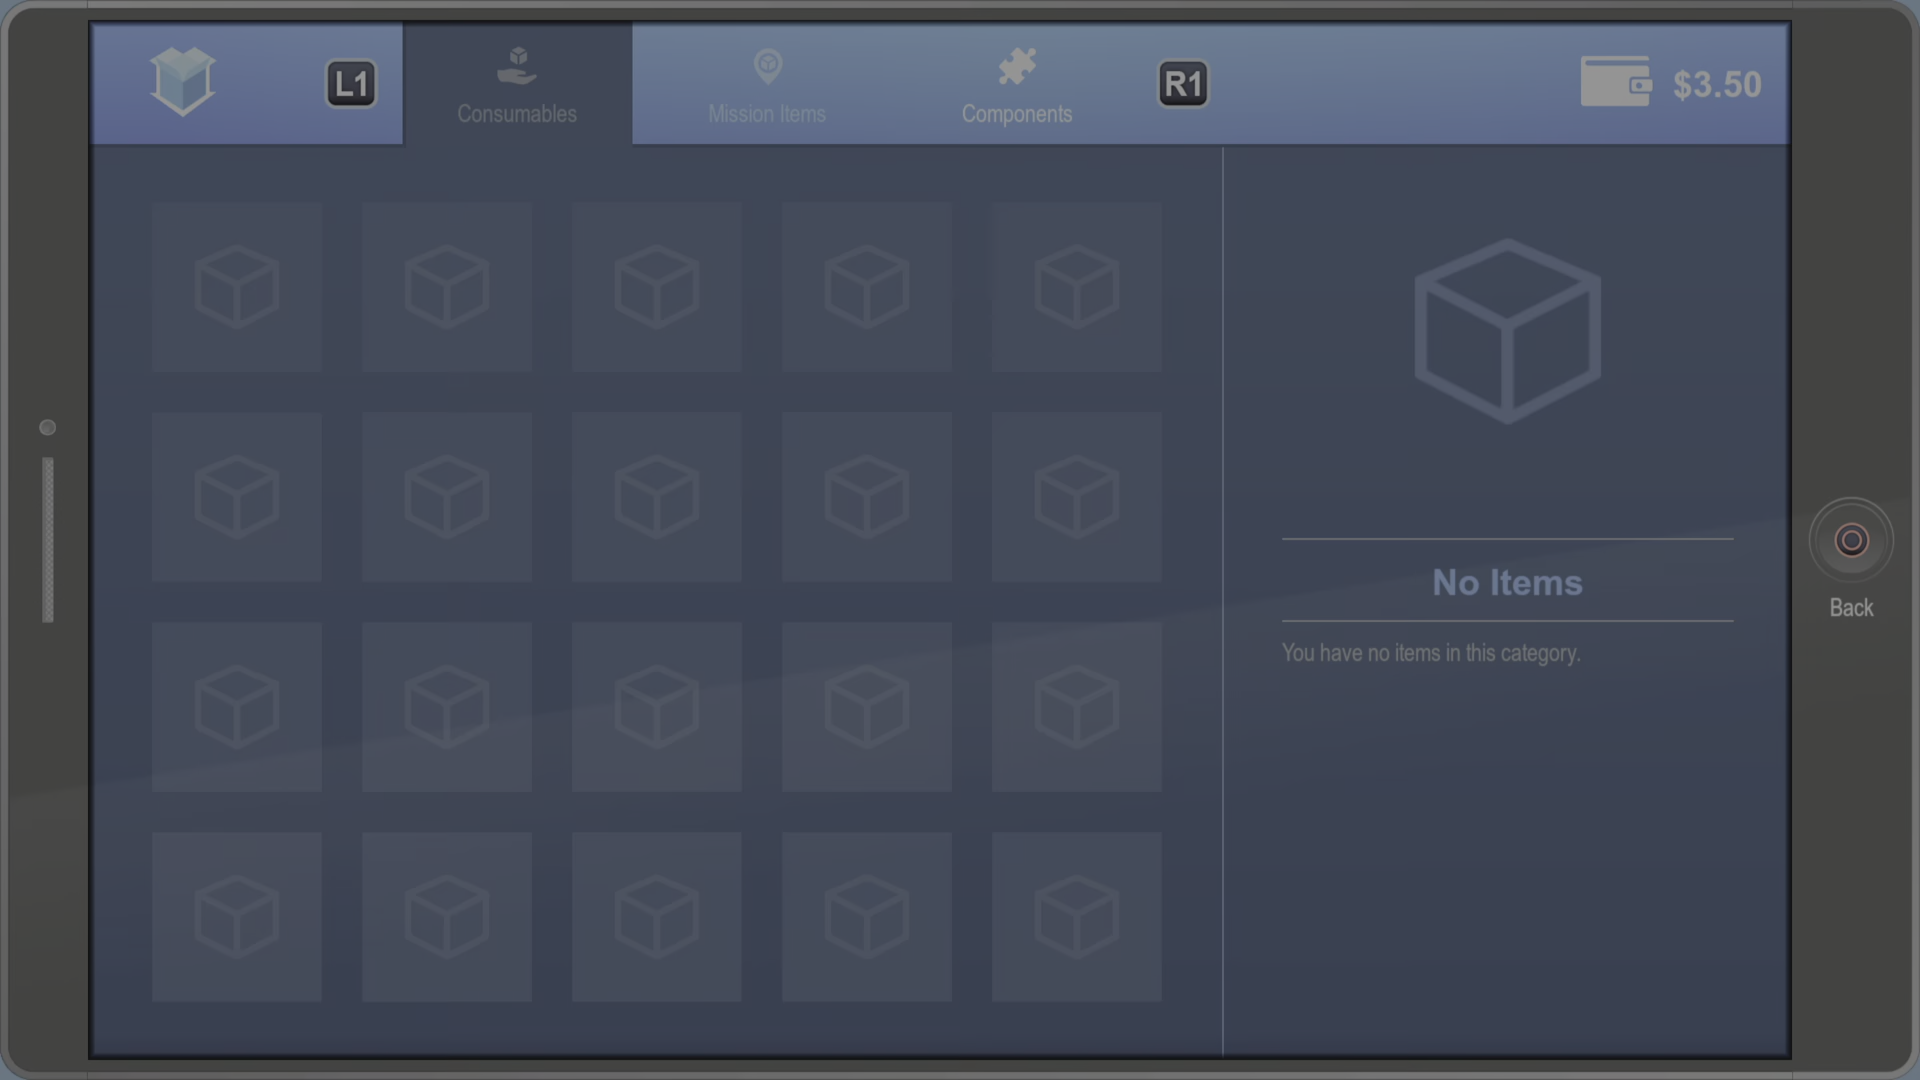 L1
Consumables
Mission Items
Components
R1
$3.50
No Items
You have no items in this category.
Back